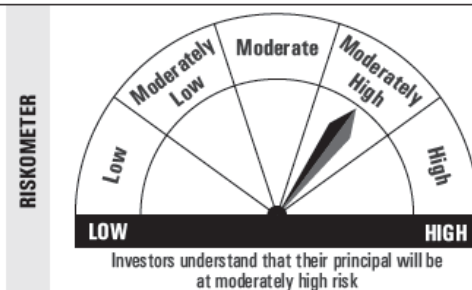 RISKOMETER
Low
Moderately
Low
Moderate
Moderately
High
High
LOW
HIGH
Investors understand that their principal will be
at moderately high risk